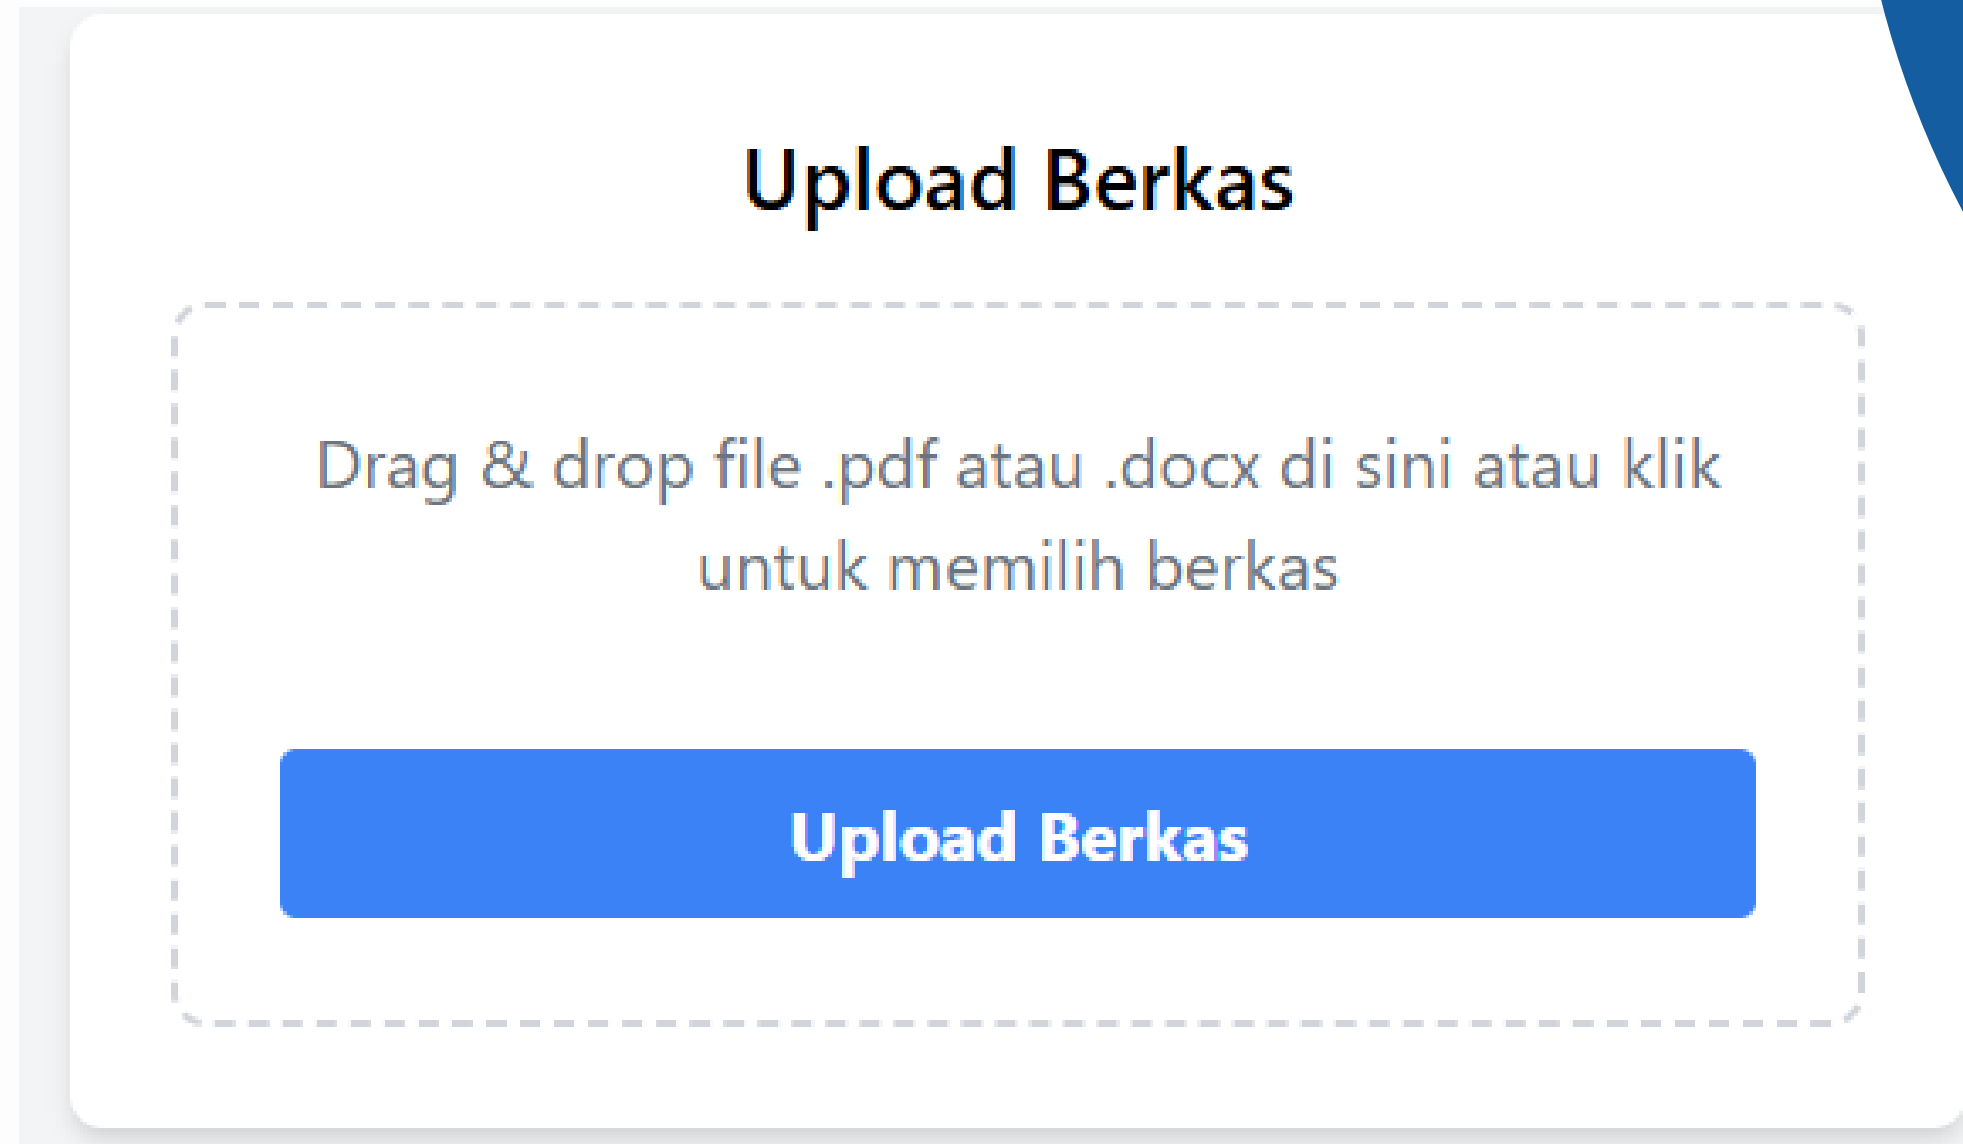 Upload Berkas
Drag & drop file .pdf atau .docx di sini atau klik
untuk memilih berkas
Upload Berkas